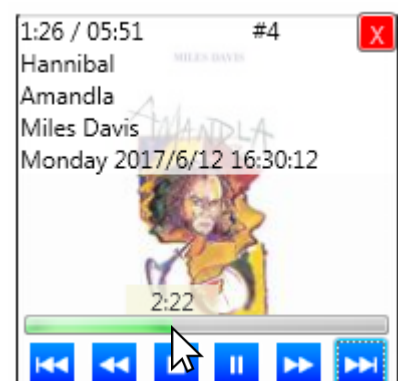 1:26 / 05:51 #4 X
Hannibal
MILES DAVIS
Amandla
Miles Davis
AMANDLA
Monday 2017/6/12 16:30:12
2:22